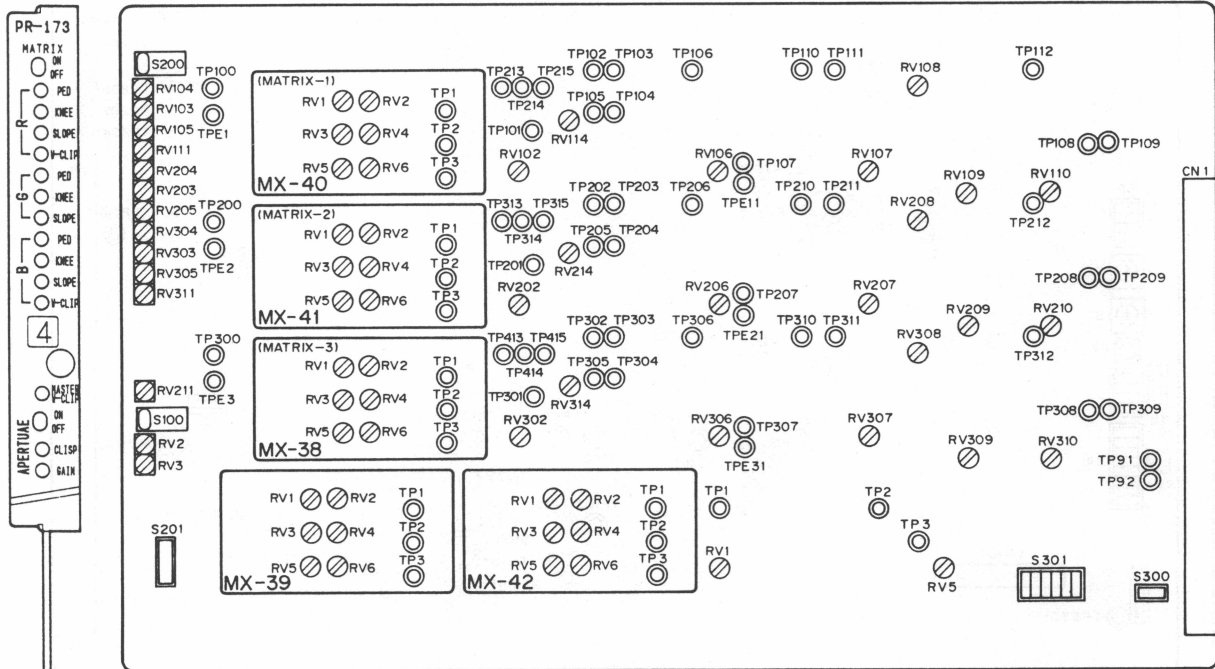 PR-173
MATRIX
ON
OFF
R
PED
KNEE
SLOPE
W-CLIP
G
PED
KNEE
SLOPE
B
PED
KNEE
SLOPE
W-CLIP
4
MASTER
W-CLIP
APERTUAE
ON
OFF
CLISP
GAIN
S200
RV104
RV103
RV105
RV111
RV204
RV203
RV205
RV304
RV303
RV305
RV311
RV211
S100
RV2
RV3
S201
TP100
TPE1
TP200
TPE2
TP300
TPE3
(MATRIX-1)
RV1 RV2 TP1
RV3 RV4 TP2
RV5 RV6 TP3
MX-40
(MATRIX-2)
RV1 RV2 TP1
RV3 RV4 TP2
RV5 RV6 TP3
MX-41
(MATRIX-3)
RV1 RV2 TP1
RV3 RV4 TP2
RV5 RV6 TP3
MX-38
RV1 RV2 TP1
RV3 RV4 TP2
RV5 RV6 TP3
MX-39
RV1 RV2 TP1
RV3 RV4 TP2
RV5 RV6 TP3
MX-42
TP102 TP103 TP106 TP110 TP111 TP112
TP213 TP215 RV108
TP214 TP105 TP104
TP101 RV114
RV102
TP108 TP109
RV106 TP107 RV107
TPE11
RV109 RV110
TP202 TP203 TP206 TP210 TP211 RV208 TP212
TP313 TP315
TP314 TP205 TP204
TP201 RV214
RV202
TP208 TP209
RV206 TP207 RV207
TPE21
RV209 RV210
TP302 TP303 TP306 TP310 TP311 RV308 TP312
TP413 TP415
TP414 TP305 TP304
TP301 RV314
RV302
TP308 TP309
RV306 TP307 RV307
TPE31
RV309 RV310
TP91
TP92
TP1 TP2
TP3
RV1 RV5
S301
S300
CN1